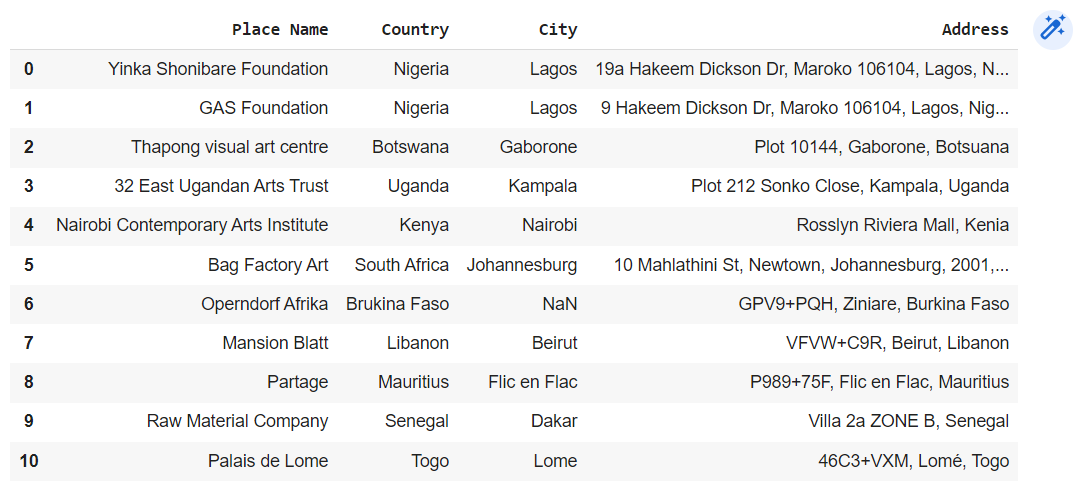 Place Name Country City Address
0 Yinka Shonibare Foundation Nigeria Lagos 19a Hakeem Dickson Dr, Maroko 106104, Lagos, N...
1 GAS Foundation Nigeria Lagos 9 Hakeem Dickson Dr, Maroko 106104, Lagos, Nig...
2 Thapong visual art centre Botswana Gaborone Plot 10144, Gaborone, Botsuana
3 32 East Ugandan Arts Trust Uganda Kampala Plot 212 Sonko Close, Kampala, Uganda
4 Nairobi Contemporary Arts Institute Kenya Nairobi Rosslyn Riviera Mall, Kenia
5 Bag Factory Art South Africa Johannesburg 10 Mahlathini St, Newtown, Johannesburg, 2001,...
6 Operndorf Afrika Brukina Faso NaN GPV9+PQH, Ziniare, Burkina Faso
7 Mansion Blatt Libanon Beirut VFVW+C9R, Beirut, Libanon
8 Partage Mauritius Flic en Flac P989+75F, Flic en Flac, Mauritius
9 Raw Material Company Senegal Dakar Villa 2a ZONE B, Senegal
10 Palais de Lome Togo Lome 46C3+VXM, Lomé, Togo